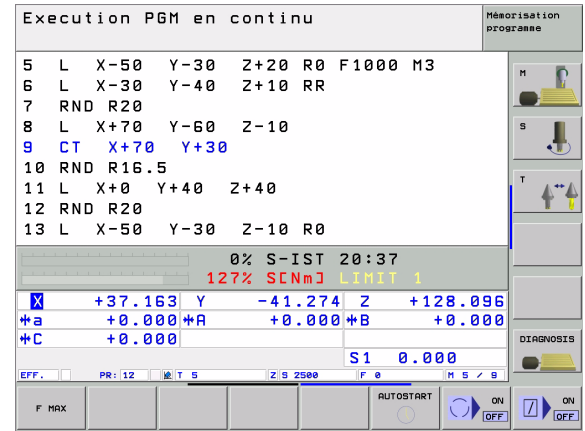 Execution PGM en continu
Mémorisation
programme
5 L X-50 Y-30 Z+20 R0 F1000 M3
6 L X-30 Y-40 Z+10 RR
7 RND R20
8 L X+70 Y-60 Z-10
9 CT X+70 Y+30
10 RND R16.5
11 L X+0 Y+40 Z+40
12 RND R20
13 L X-50 Y-30 Z-10 R0
0% S-IST 20:37
127% S[Nm] LIMIT 1
X +37.163 Y -41.274 Z +128.096
a +0.000 A +0.000 B +0.000
C +0.000
S1 0.000
EFF. PR: 12 T 5 Z S 2500 F 0 M 5 / 9
M
S
T
DIAGNOSIS
F MAX
AUTOSTART
ON
OFF
ON
OFF